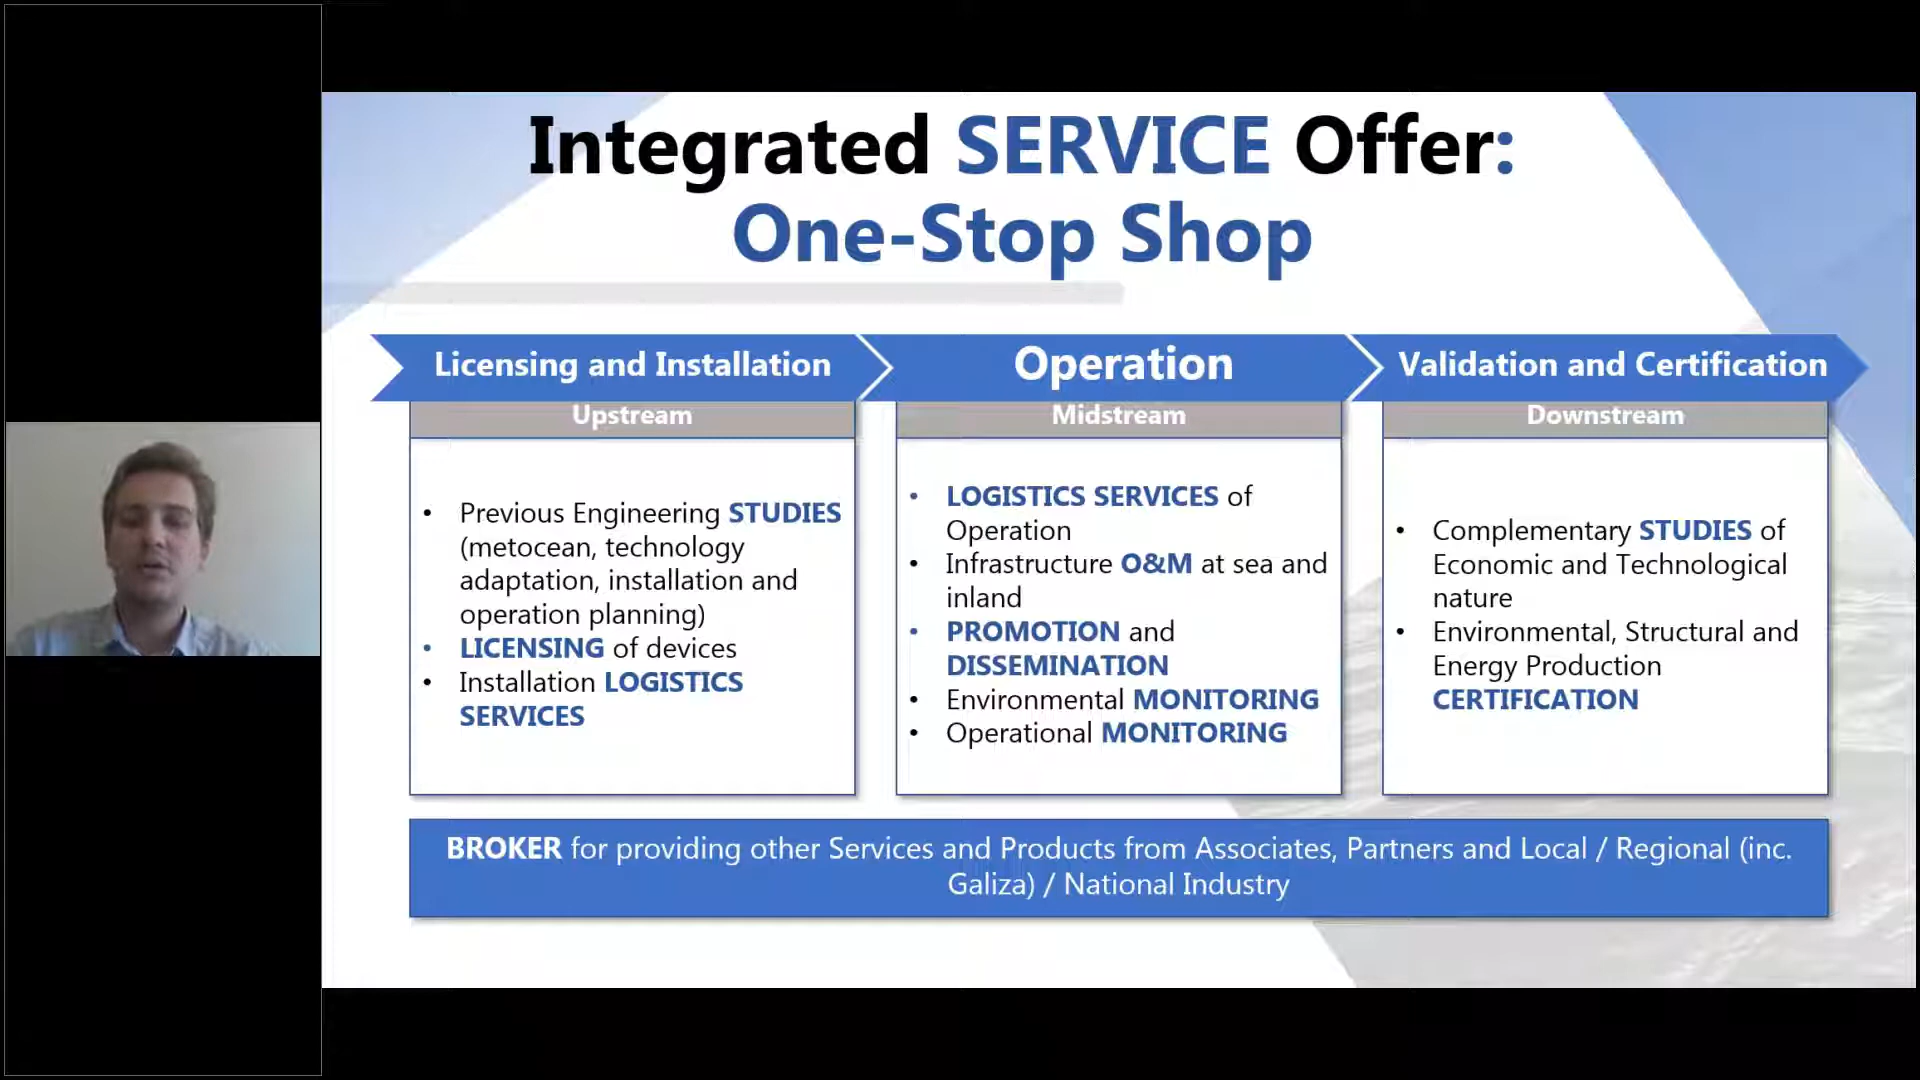 Integrated SERVICE Offer:
One-Stop Shop
Licensing and Installation
Upstream
• Previous Engineering STUDIES
(metocean, technology
adaptation, installation and
operation planning)
• LICENSING of devices
• Installation LOGISTICS
SERVICES
Operation
Midstream
• LOGISTICS SERVICES of
Operation
• Infrastructure O&M at sea and
inland
• PROMOTION and
DISSEMINATION
• Environmental MONITORING
• Operational MONITORING
Validation and Certification
Downstream
• Complementary STUDIES of
Economic and Technological
nature
• Environmental, Structural and
Energy Production
CERTIFICATION
BROKER for providing other Services and Products from Associates, Partners and Local / Regional (inc.
Galiza) / National Industry